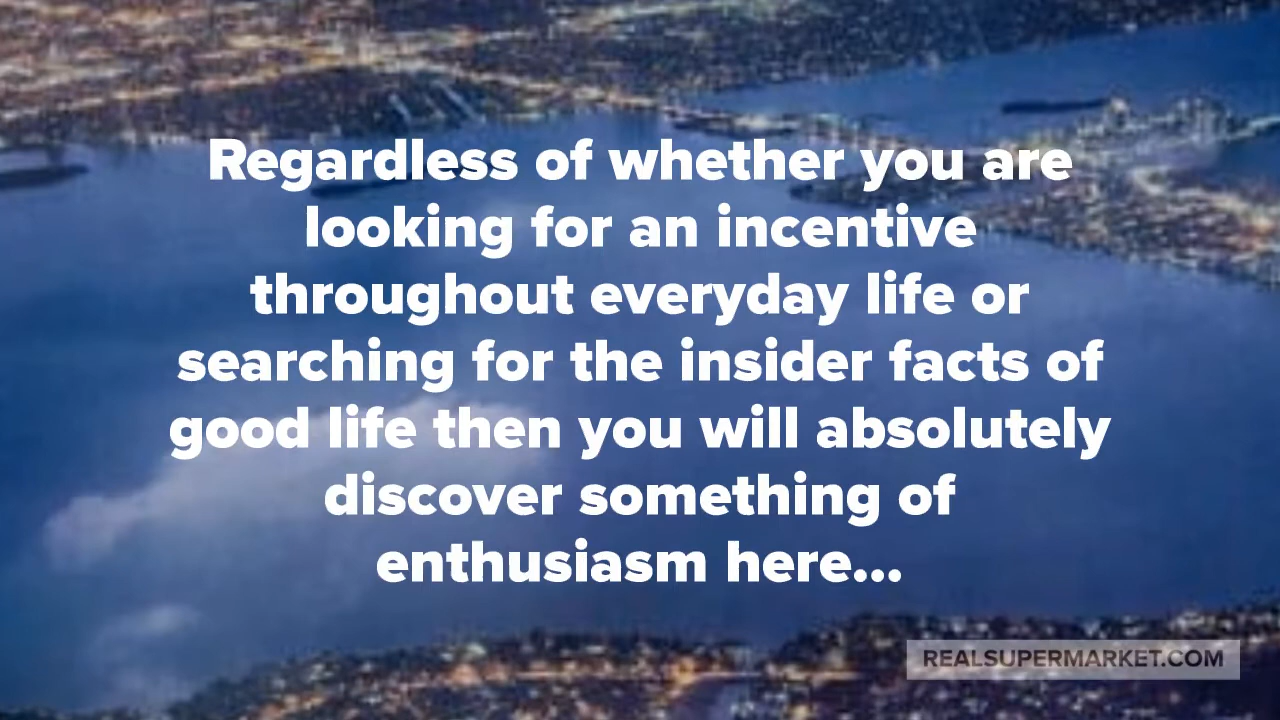 Regardless of whether you are
looking for an incentive
throughout everyday life or
searching for the insider facts of
good life then you will absolutely
discover something of
enthusiasm here...
REALSUPERMARKET.COM